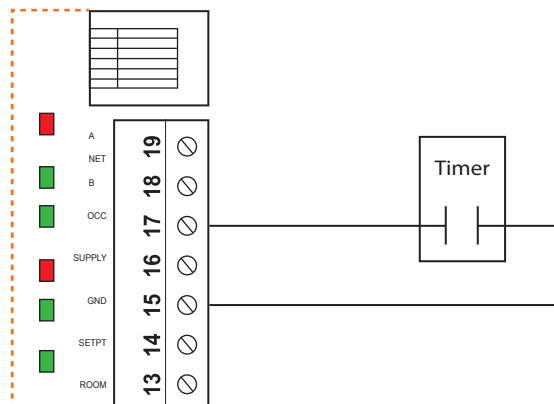 A
NET
B
OCC
SUPPLY
GND
SETPT
ROOM
19
18
17
16
15
14
13
Timer